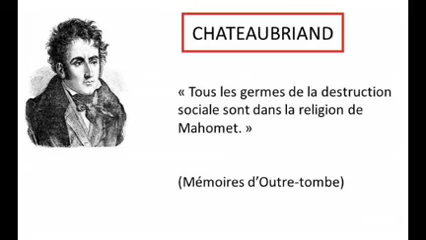 CHATEAUBRIAND
« Tous les germes de la destruction
sociale sont dans la religion de
Mahomet. »
(Mémoires d’Outre-tombe)